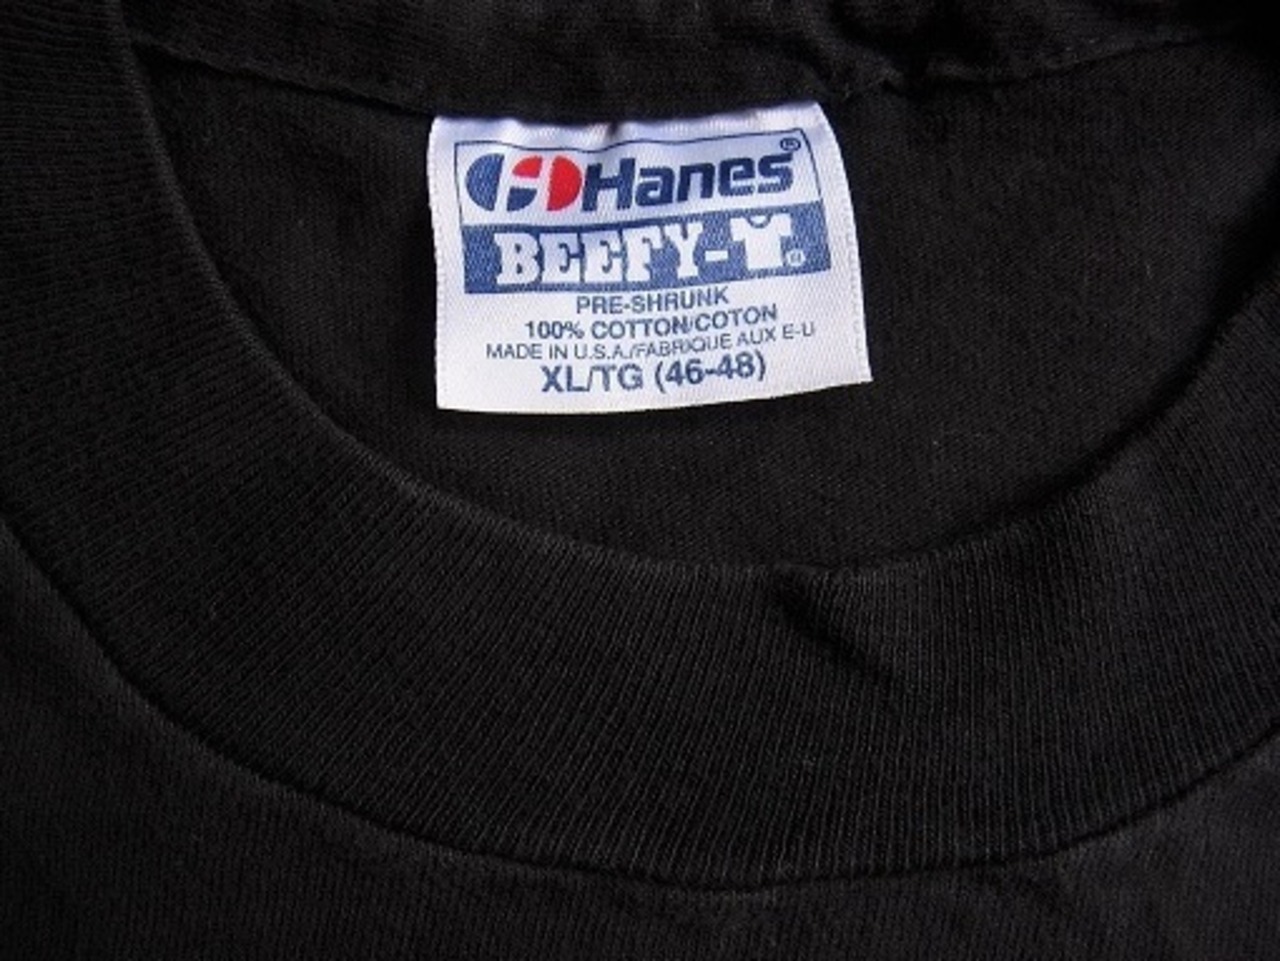 Hanes®
BEEFY-T®
PRE-SHRUNK
100% COTTON/COTON
MADE IN U.S.A./FABRIQUE AUX E-U
XL/TG (46-48)